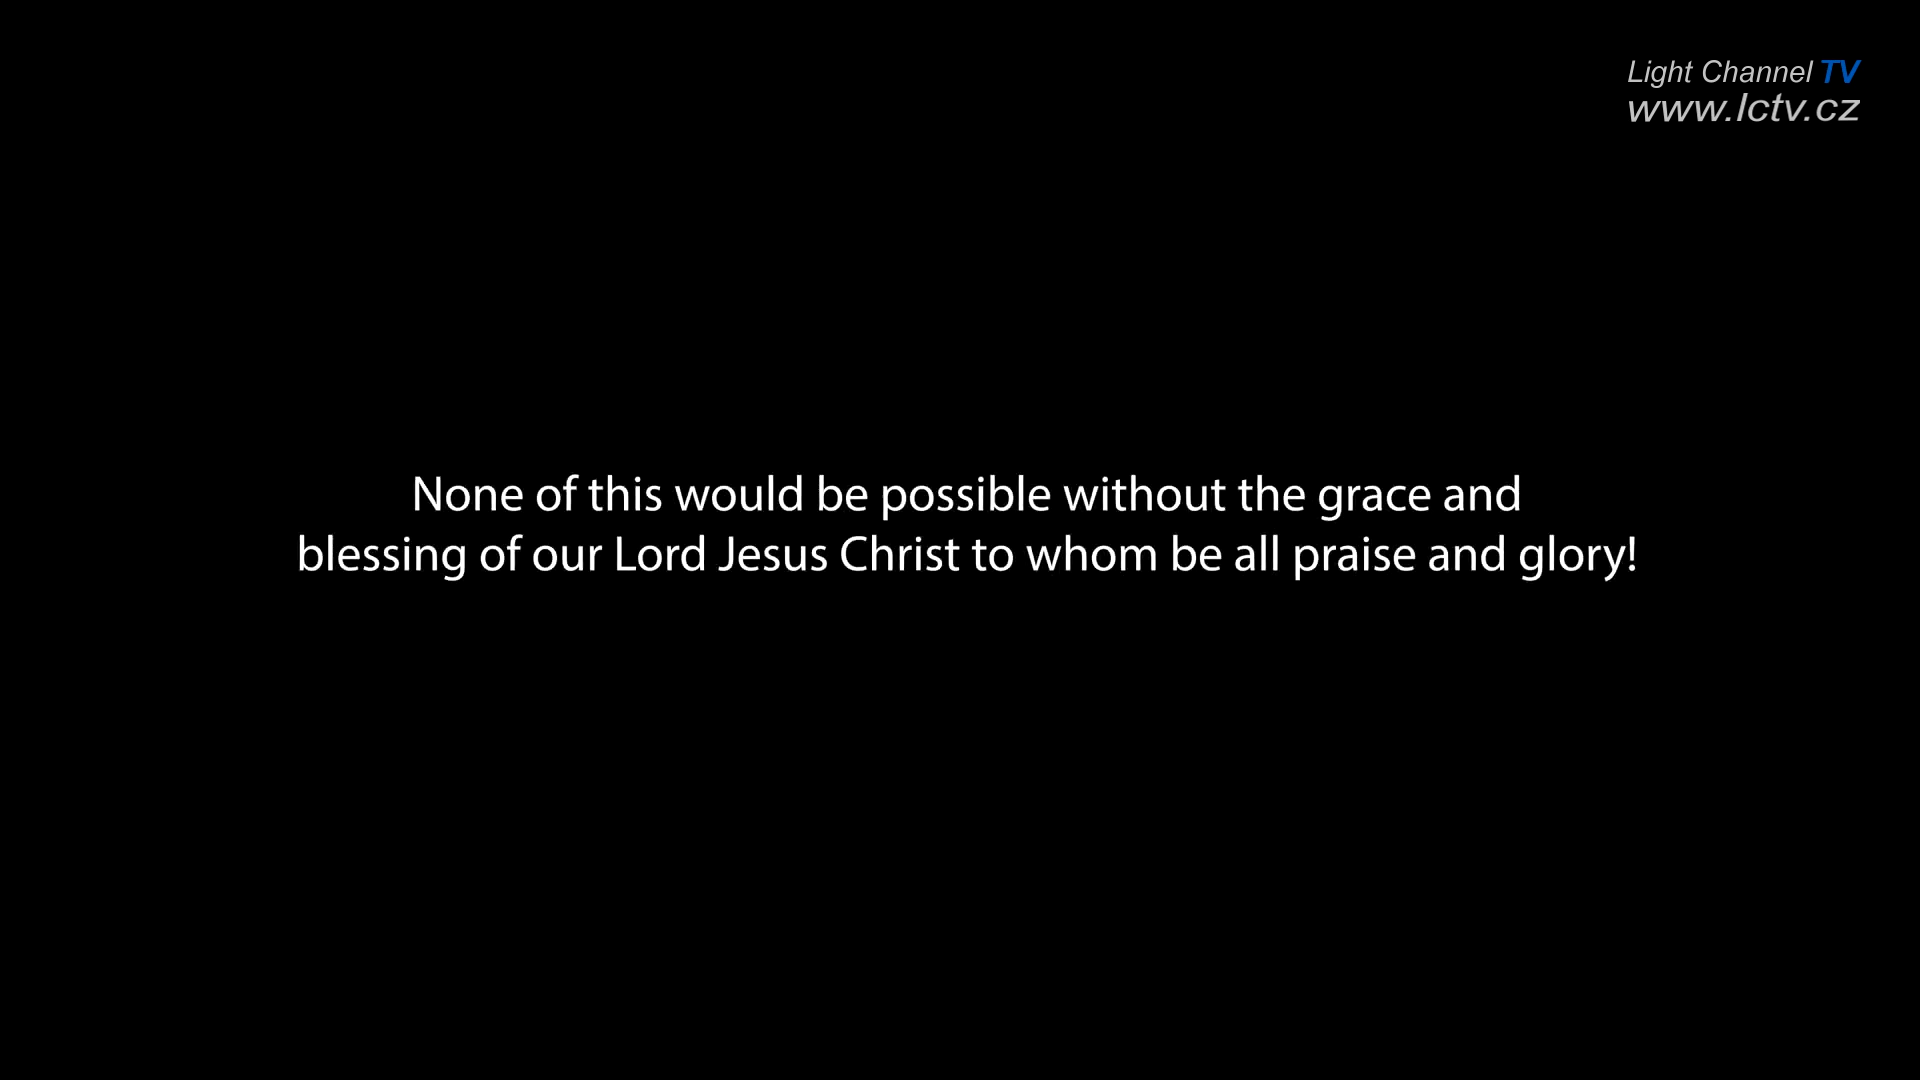 Light Channel TV
www.lctv.cz
None of this would be possible without the grace and
blessing of our Lord Jesus Christ to whom be all praise and glory!